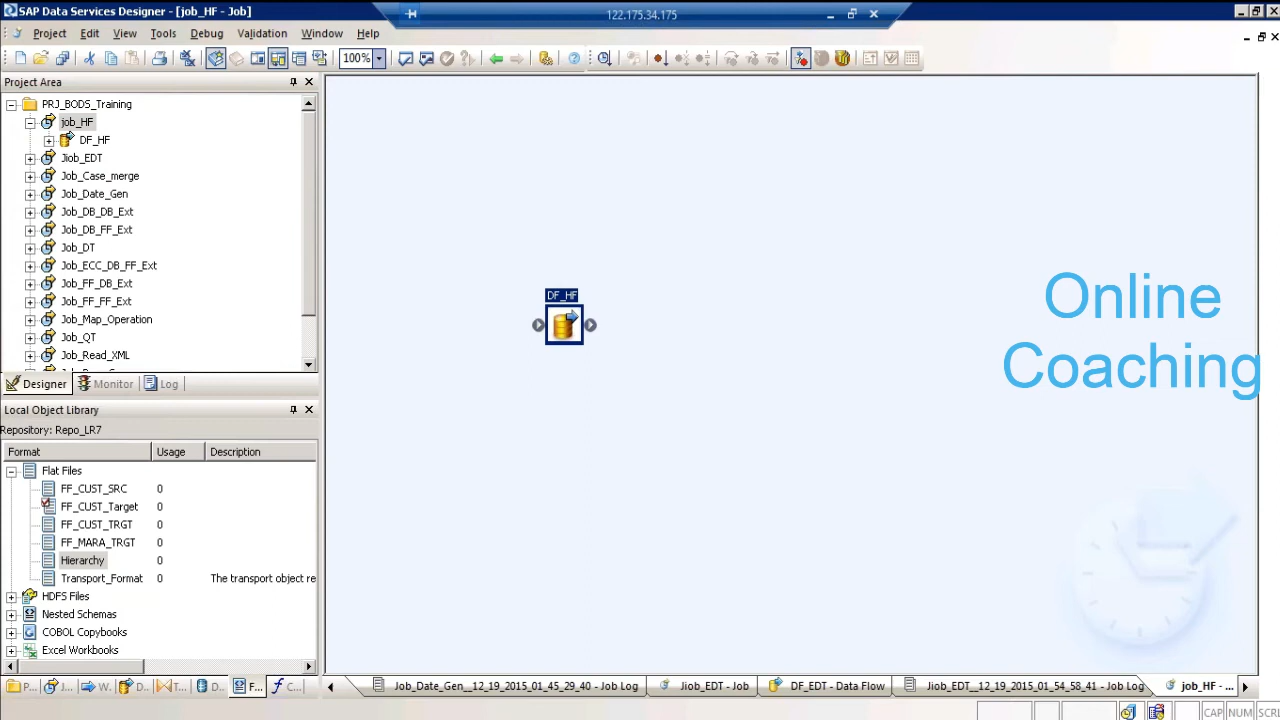 SAP Data Services Designer - [job_HF - Job]
122.175.34.175
Project Edit View Tools Debug Validation Window Help
100%
Project Area
PRJ_BODS_Training
job_HF
DF_HF
Jiob_EDT
Job_Case_merge
Job_Date_Gen
Job_DB_DB_Ext
Job_DB_FF_Ext
Job_DT
Job_ECC_DB_FF_Ext
Job_FF_DB_Ext
Job_FF_FF_Ext
Job_Map_Operation
Job_QT
Job_Read_XML
Designer Monitor Log
Local Object Library
Repository: Repo_LR7
Format Usage Description
Flat Files
FF_CUST_SRC 0
FF_CUST_Target 0
FF_CUST_TRGT 0
FF_MARA_TRGT 0
Hierarchy 0
Transport_Format 0 The transport object re
HDFS Files
Nested Schemas
COBOL Copybooks
Excel Workbooks
P... J... W. D.. T... D.. F... C...
DF_HF
Online
Coaching
Job_Date_Gen__12_19_2015_01_45_29_40 - Job Log Jiob_EDT - Job DF_EDT - Data Flow Jiob_EDT__12_19_2015_01_54_58_41 - Job Log job_HF - ...
CAP NUM SCRI